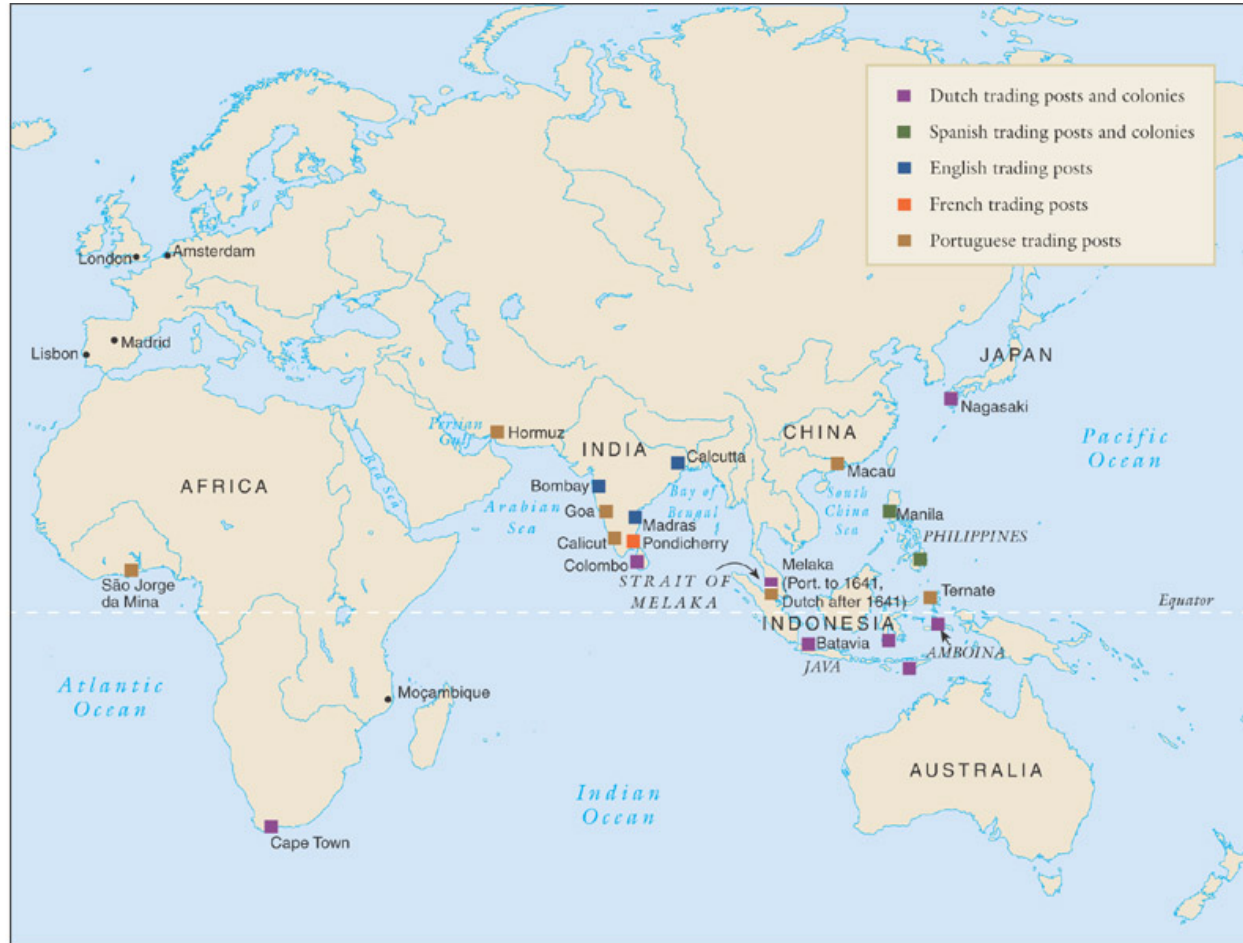 Dutch trading posts and colonies
Spanish trading posts and colonies
English trading posts
French trading posts
Portuguese trading posts
London
Amsterdam
Madrid
Lisbon
JAPAN
Nagasaki
Persian
Gulf
Hormuz
INDIA
CHINA
Calcutta
Macau
Pacific
Ocean
AFRICA
Red Sea
Bombay
Arabian
Sea
Goa
Bay of
Bengal
South
China
Sea
Manila
Madras
Calicut
Pondicherry
PHILIPPINES
Colombo
STRAIT OF
MELAKA
Melaka
(Port. to 1641,
Dutch after 1641)
São Jorge
da Mina
Ternate
Equator
INDONESIA
Batavia
AMBOINA
JAVA
Atlantic
Ocean
Moçambique
Indian
Ocean
AUSTRALIA
Cape Town